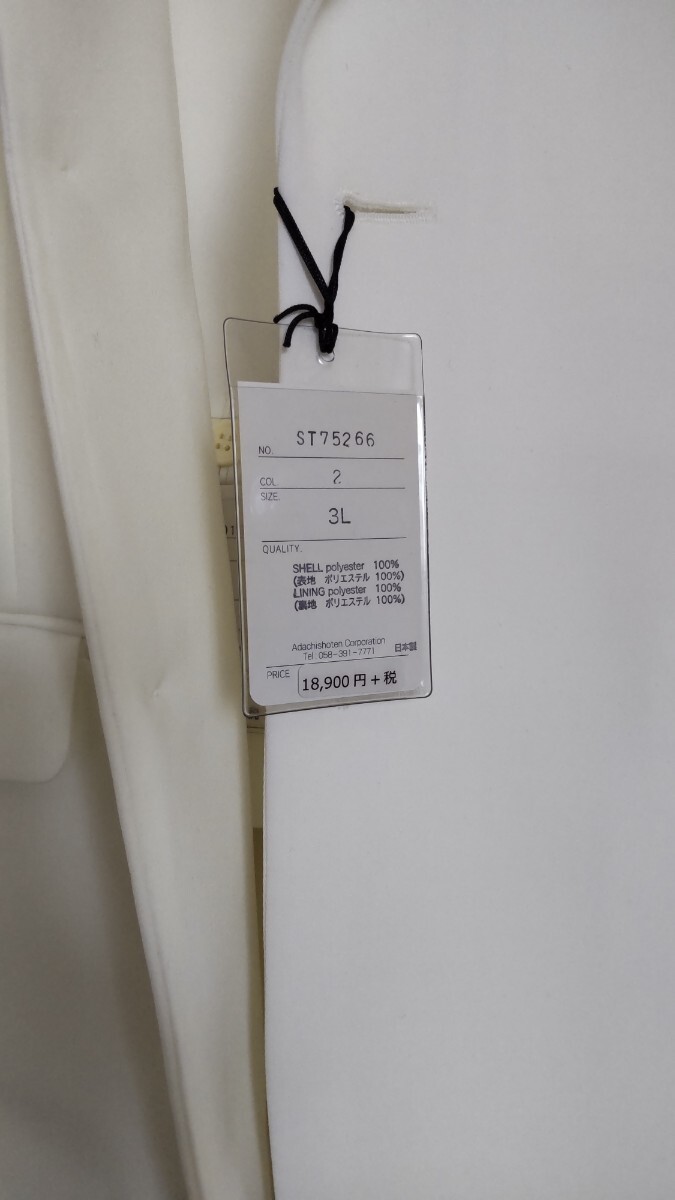 NO. ST75266
COL. 2
SIZE.
3L
QUALITY.
SHELL polyester 100%
(表地 ポリエステル 100%)
LINING polyester 100%
(裏地 ポリエステル 100%)
Adachishoten Corporation
Tel. 058-391-7771 日本製
PRICE 18,900円+税